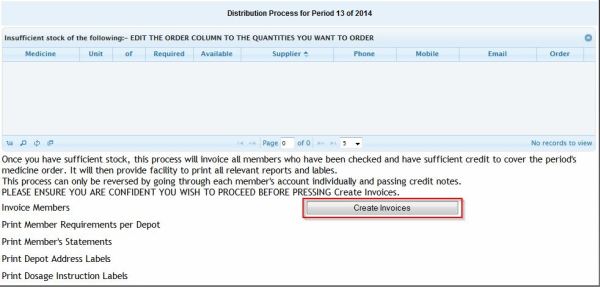 Distribution Process for Period 13 of 2014
Insufficient stock of the following:- EDIT THE ORDER COLUMN TO THE QUANTITIES YOU WANT TO ORDER
Medicine Unit of Required Available Supplier Phone Mobile Email Order
Page 0 of 0 5 No records to view
Once you have sufficient stock, this process will invoice all members who have been checked and have sufficient credit to cover the period's
medicine order. It will then provide facility to print all relevant reports and lables.
This process can only be reversed by going through each member's account individually and passing credit notes.
PLEASE ENSURE YOU ARE CONFIDENT YOU WISH TO PROCEED BEFORE PRESSING Create Invoices.
Invoice Members Create Invoices
Print Member Requirements per Depot
Print Member's Statements
Print Depot Address Labels
Print Dosage Instruction Labels